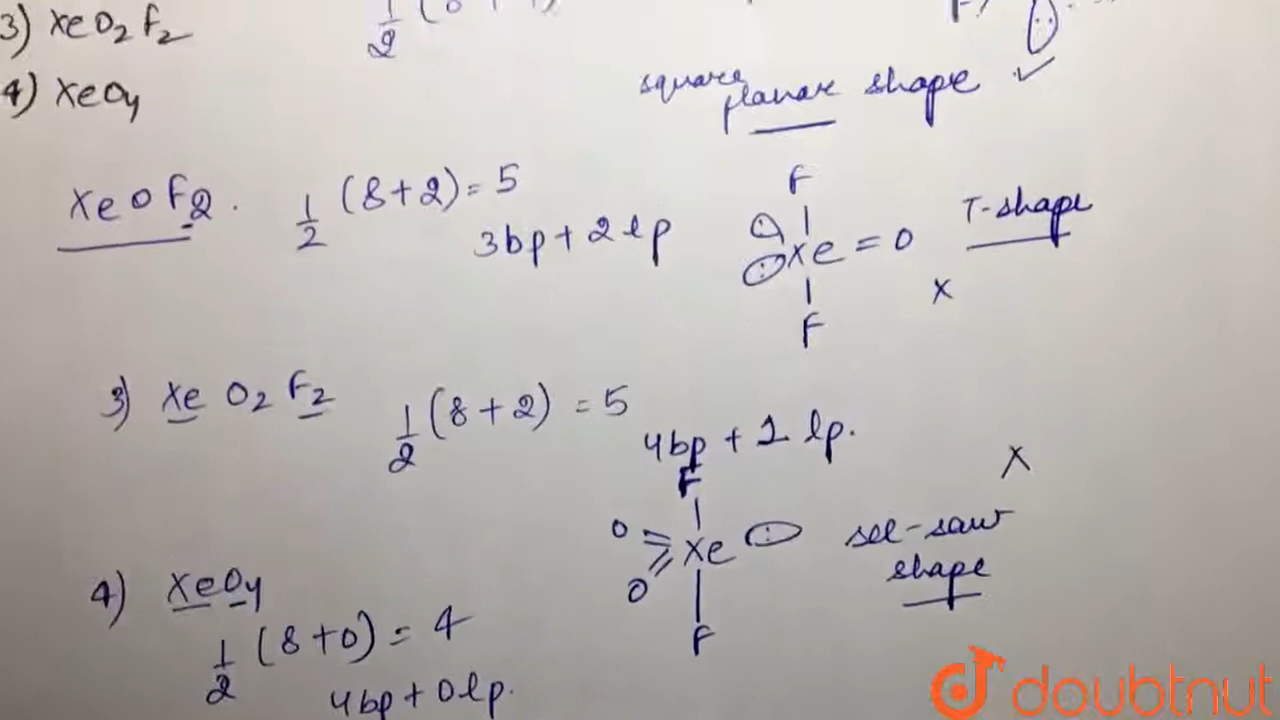 3) XeO2F2
4) XeO4
square planar shape ✓
XeOF2. 1/2 (8+2) = 5
3bp + 2lp
F
Xe = O
F
T-shape
X
3) XeO2F2 1/2 (8+2) = 5
4bp + 1 lp.
X
F
O
Xe
O
F
see-saw shape
4) XeO4
1/2 (8+0) = 4
4bp + 0lp.
doubtnut